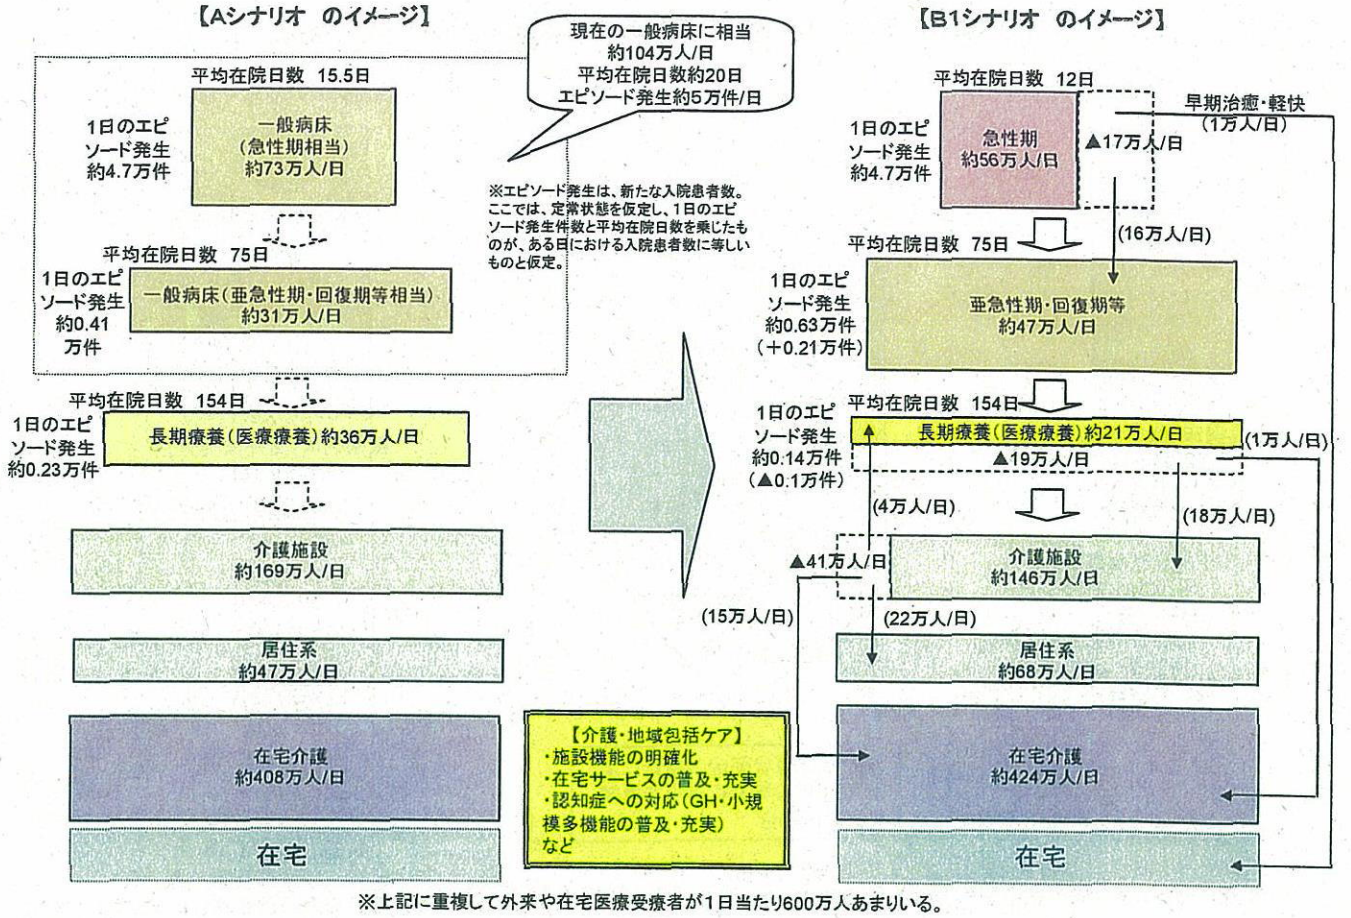 【Aシナリオ のイメージ】
現在の一般病床に相当
約104万人/日
平均在院日数約20日
エピソード発生約5万件/日
平均在院日数 15.5日
1日のエピ
ソード発生
約4.7万件
一般病床
(急性期相当)
約73万人/日
※エピソード発生は、新たな入院患者数。
ここでは、定常状態を仮定し、1日のエピ
ソード発生件数と平均在院日数を乗じたも
のが、ある日における入院患者数に等しい
ものと仮定。
平均在院日数 75日
1日のエピ
ソード発生
約0.41
万件
一般病床(亜急性期・回復期等相当)
約31万人/日
平均在院日数 154日
1日のエピ
ソード発生
約0.23万件
長期療養(医療療養)約36万人/日
介護施設
約169万人/日
居住系
約47万人/日
在宅介護
約408万人/日
在宅
【介護・地域包括ケア】
・施設機能の明確化
・在宅サービスの普及・充実
・認知症への対応(GH・小規
模多機能の普及・充実)
など
【B1シナリオ のイメージ】
平均在院日数 12日
1日のエピ
ソード発生
約4.7万件
急性期
約56万人/日
▲17万人/日
早期治癒・軽快
(1万人/日)
(16万人/日)
平均在院日数 75日
1日のエピ
ソード発生
約0.63万件
(+0.21万件)
亜急性期・回復期等
約47万人/日
平均在院日数 154日
1日のエピ
ソード発生
約0.14万件
(▲0.1万件)
長期療養(医療療養)約21万人/日
(1万人/日)
▲19万人/日
(4万人/日)
(18万人/日)
▲41万人/日
介護施設
約146万人/日
(15万人/日)
(22万人/日)
居住系
約68万人/日
在宅介護
約424万人/日
在宅
※上記に重複して外来や在宅医療受療者が1日当たり600万人あまりいる。